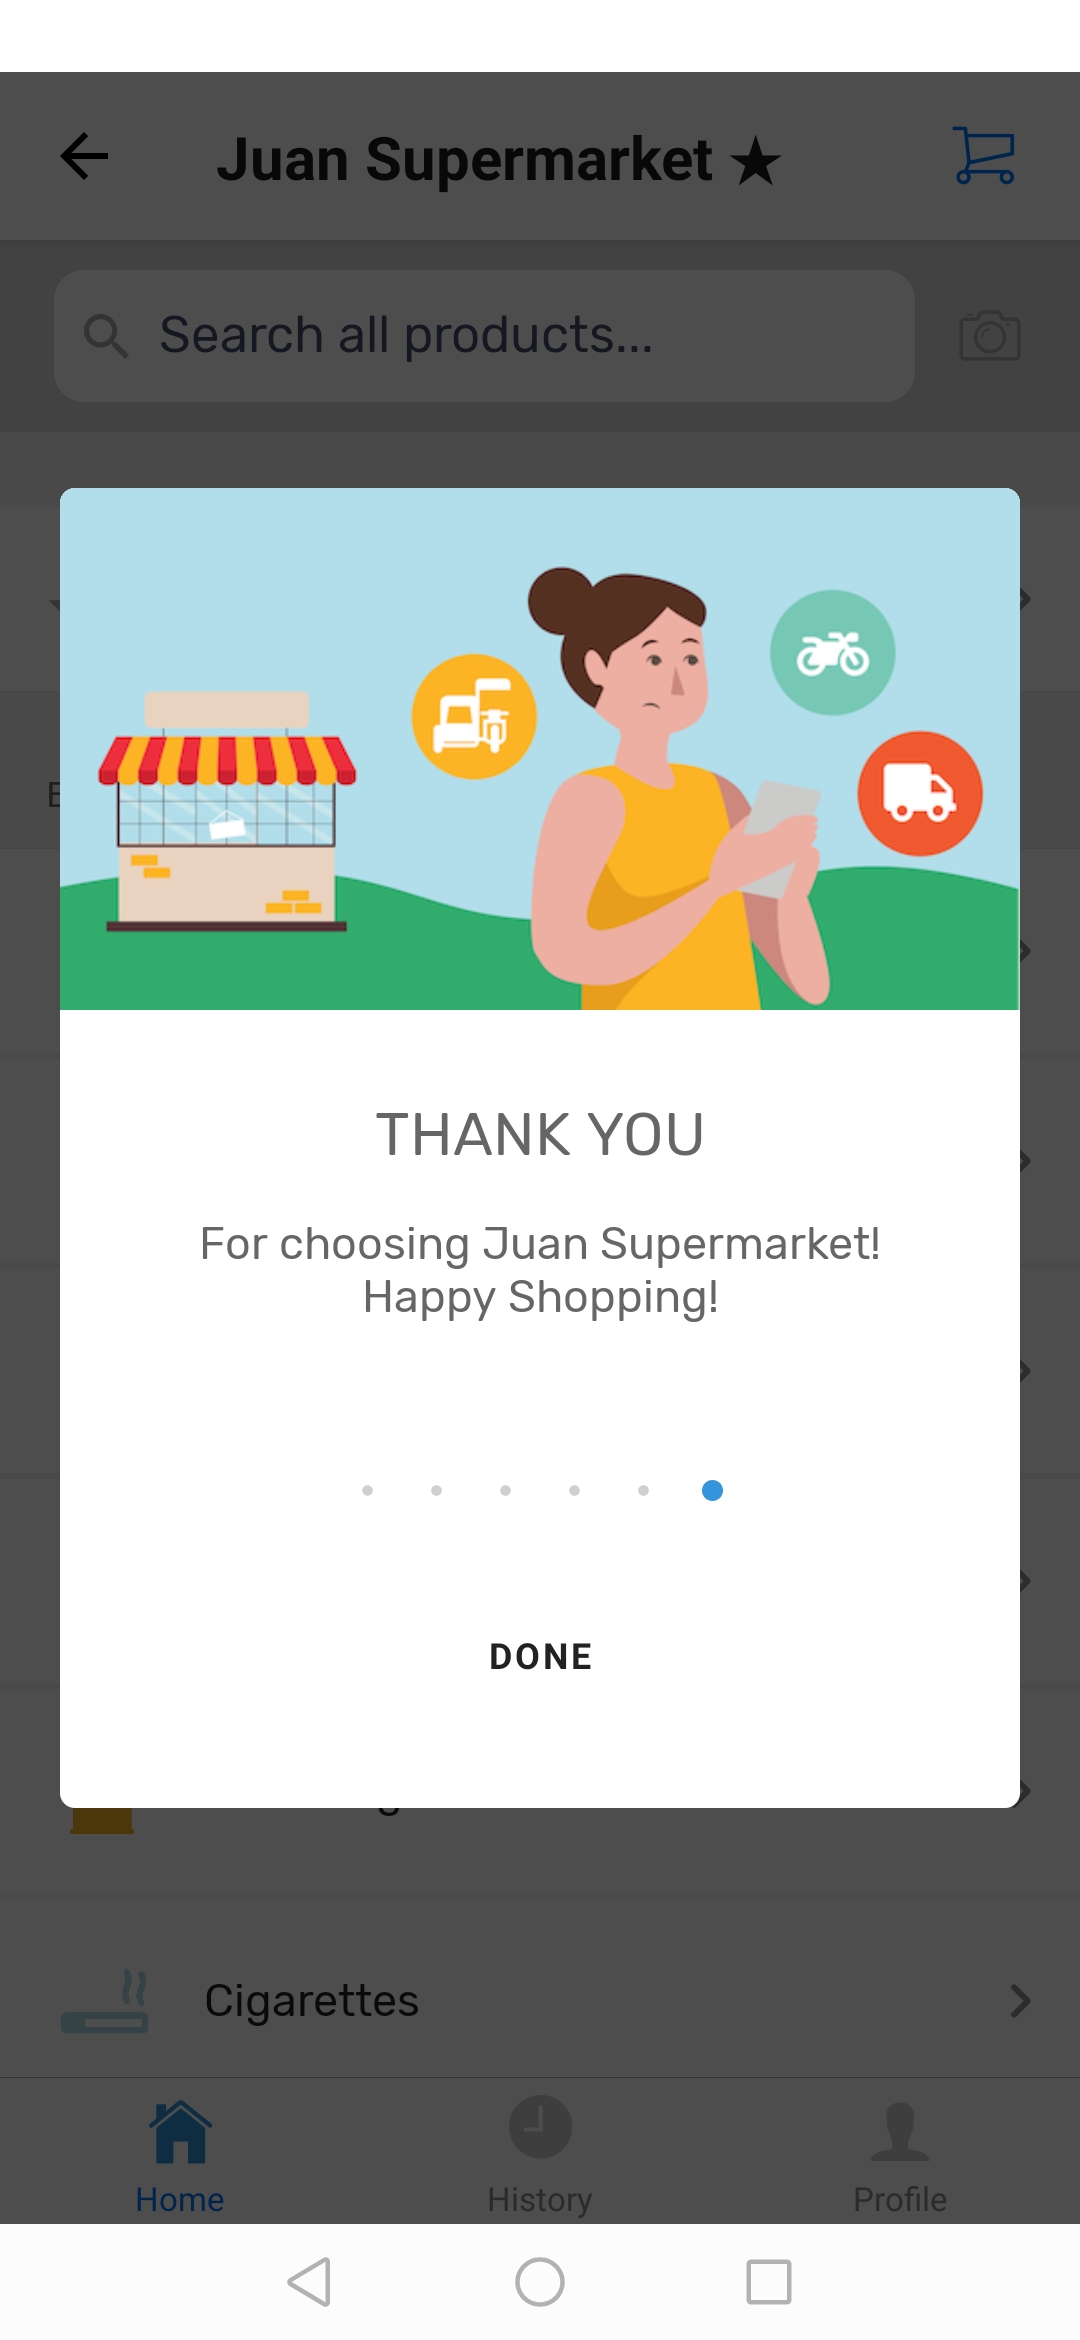 Juan Supermarket ★
Search all products...
THANK YOU
For choosing Juan Supermarket!
Happy Shopping!
DONE
Cigarettes
Home
History
Profile